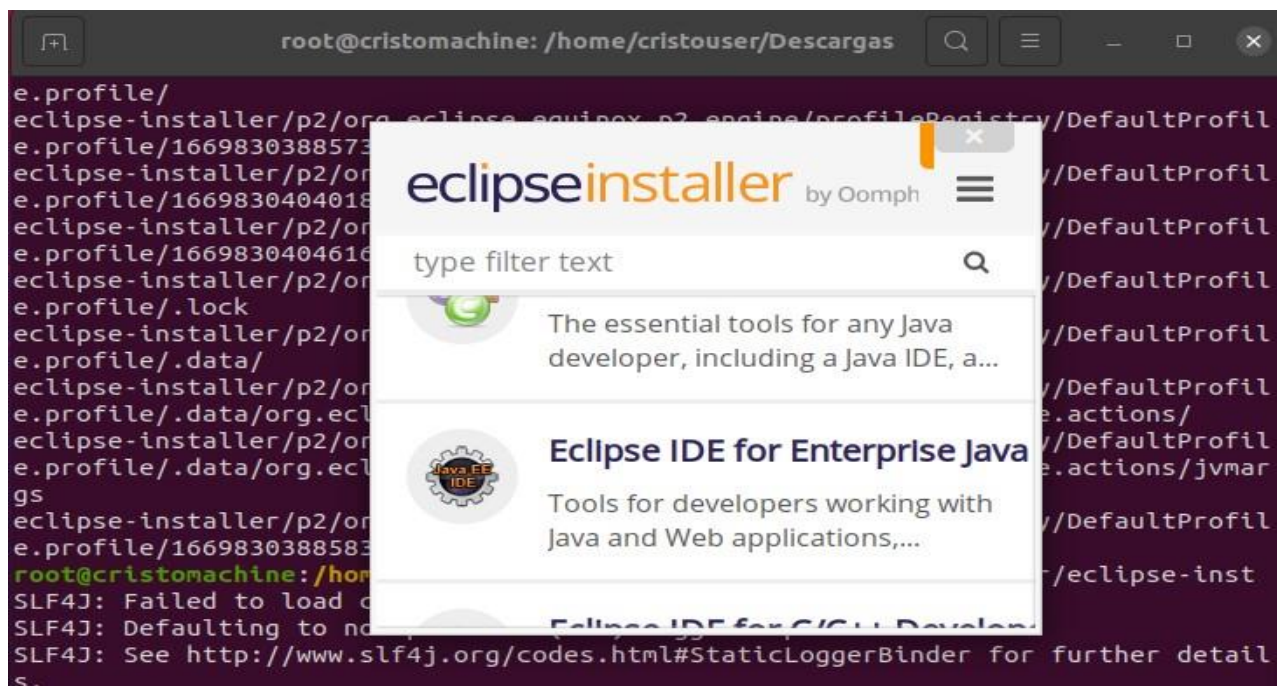 root@cristomachine: /home/cristouser/Descargas
e.profile/
eclipse-installer/p2/org.eclipse.equinox.p2.engine/profileRegistry/DefaultProfil
e.profile/1669830388573
eclipse-installer/p2/or y/DefaultProfil
e.profile/1669830404018
eclipse-installer/p2/or y/DefaultProfil
e.profile/1669830404616
eclipse-installer/p2/or y/DefaultProfil
e.profile/.lock
eclipse-installer/p2/or y/DefaultProfil
e.profile/.data/
eclipse-installer/p2/or y/DefaultProfil
e.profile/.data/org.ecl e.actions/
eclipse-installer/p2/or y/DefaultProfil
e.profile/.data/org.ecl e.actions/jvmar
gs
eclipse-installer/p2/or y/DefaultProfil
e.profile/1669830388583
root@cristomachine:/hom r/eclipse-inst
SLF4J: Failed to load c
SLF4J: Defaulting to no
SLF4J: See http://www.slf4j.org/codes.html#StaticLoggerBinder for further detail
s.
eclipseinstaller by Oomph
type filter text
The essential tools for any Java
developer, including a Java IDE, a...
Eclipse IDE for Enterprise Java
Java EE
IDE
Tools for developers working with
Java and Web applications,...
Eclipse IDE for C/C++ Develop